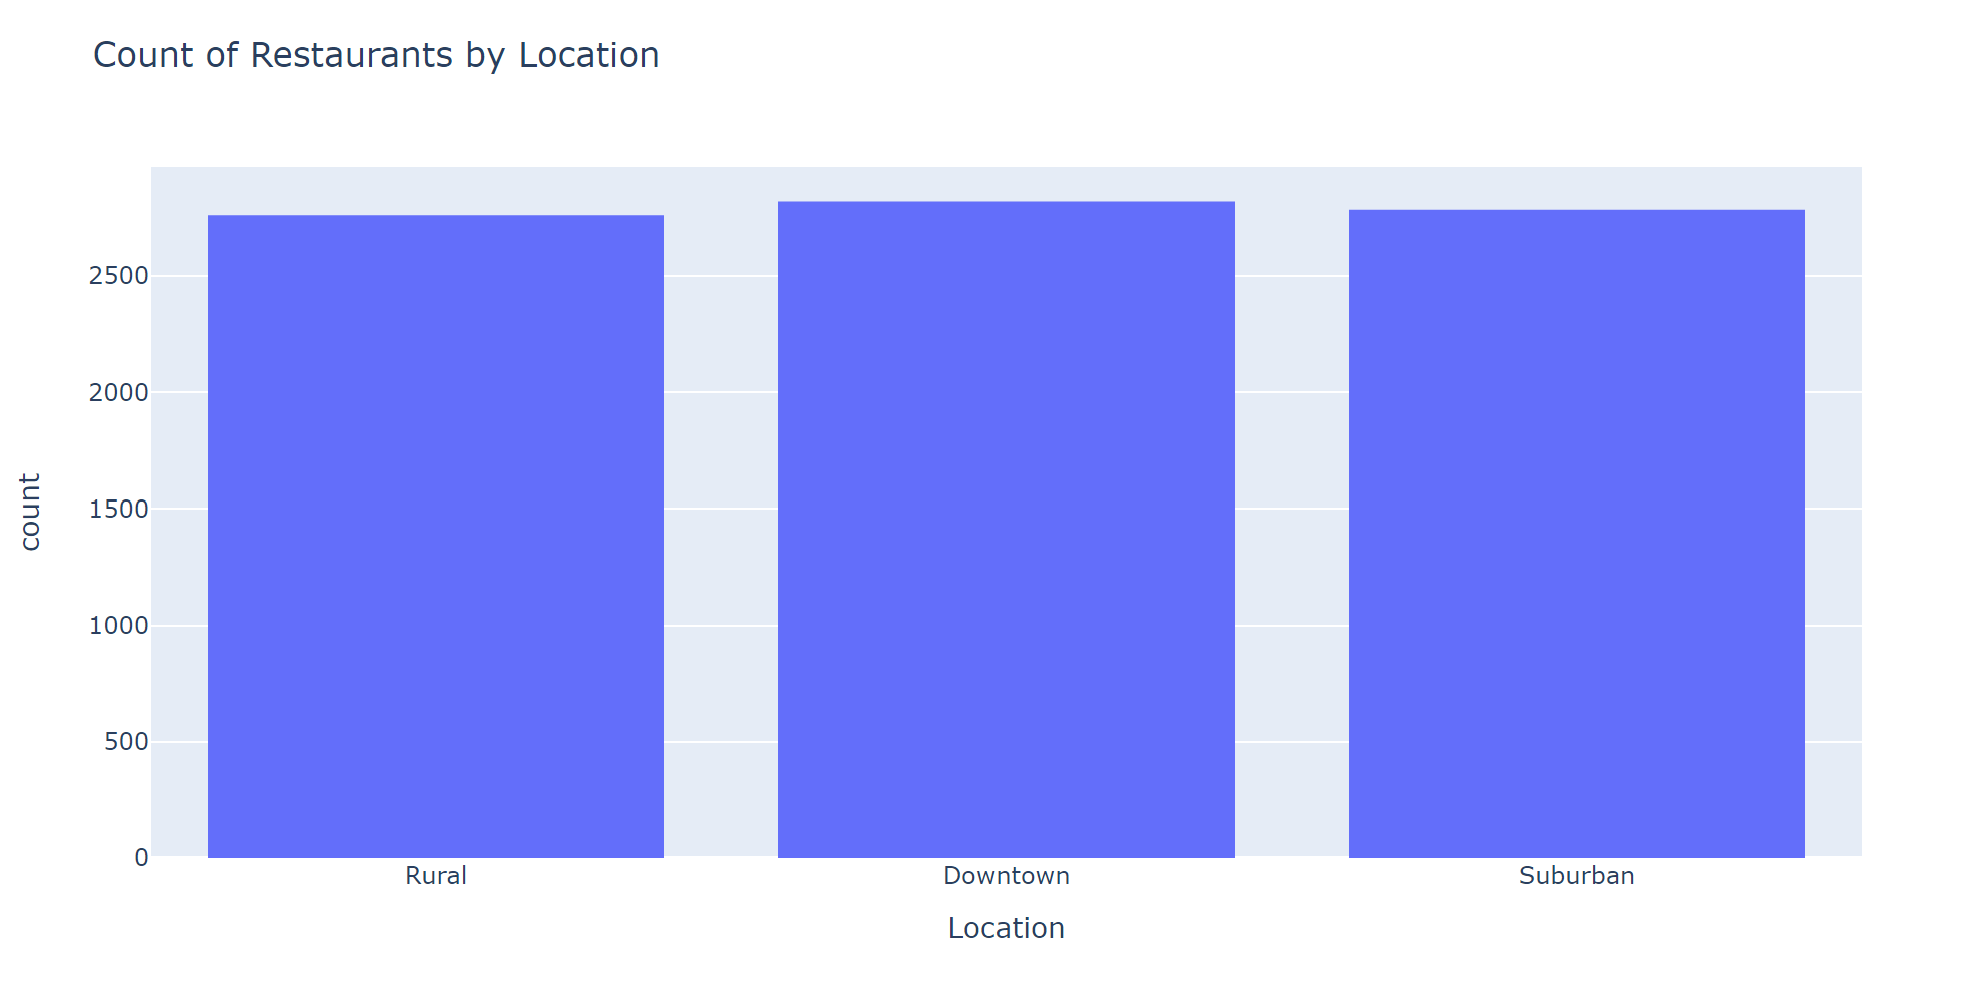 Count of Restaurants by Location
2500
2000
1500
1000
500
0
count
Rural
Downtown
Suburban
Location